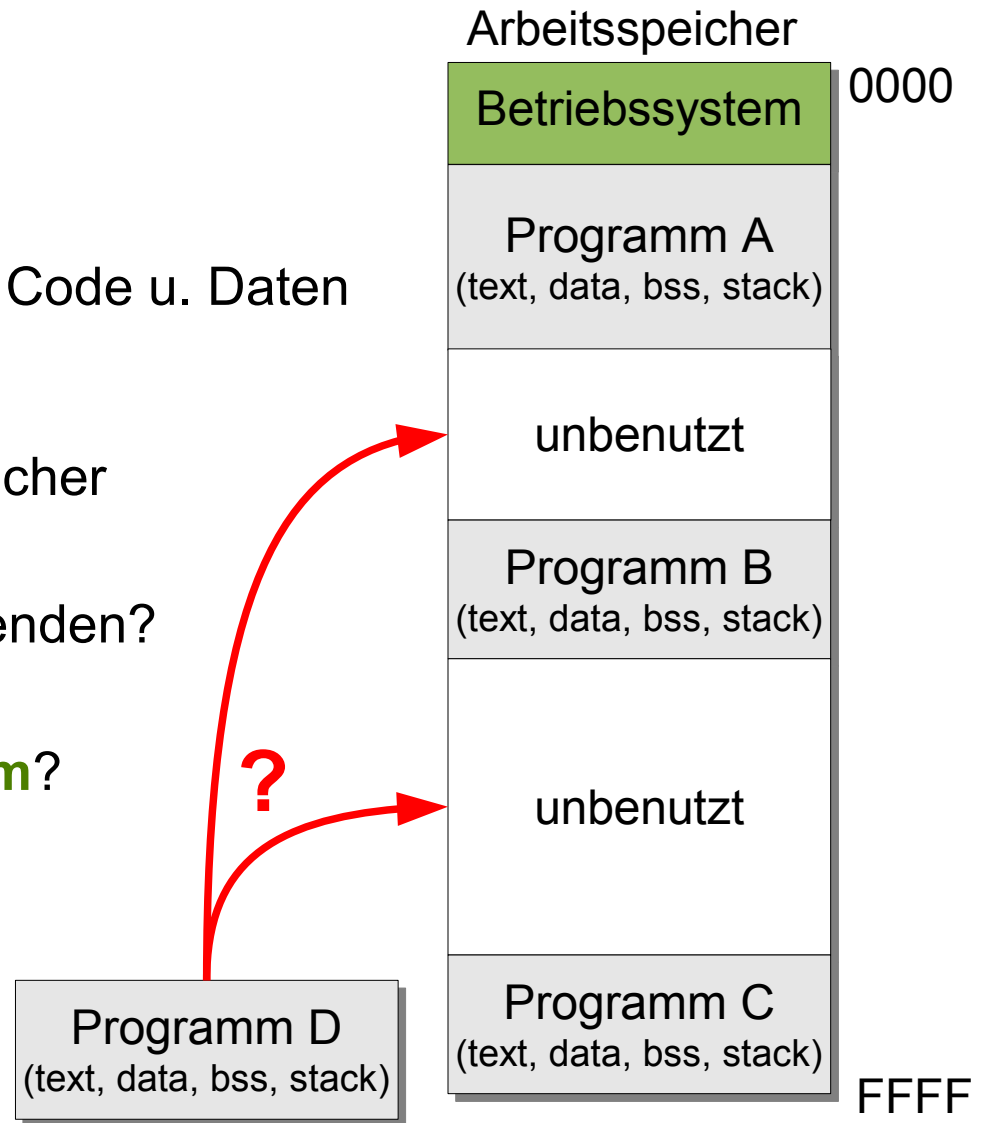 Arbeitsspeicher
0000
Betriebssystem
Programm A
(text, data, bss, stack)
Code u. Daten
unbenutzt
cher
Programm B
(text, data, bss, stack)
enden?
m?
?
unbenutzt
Programm C
(text, data, bss, stack)
Programm D
(text, data, bss, stack)
FFFF